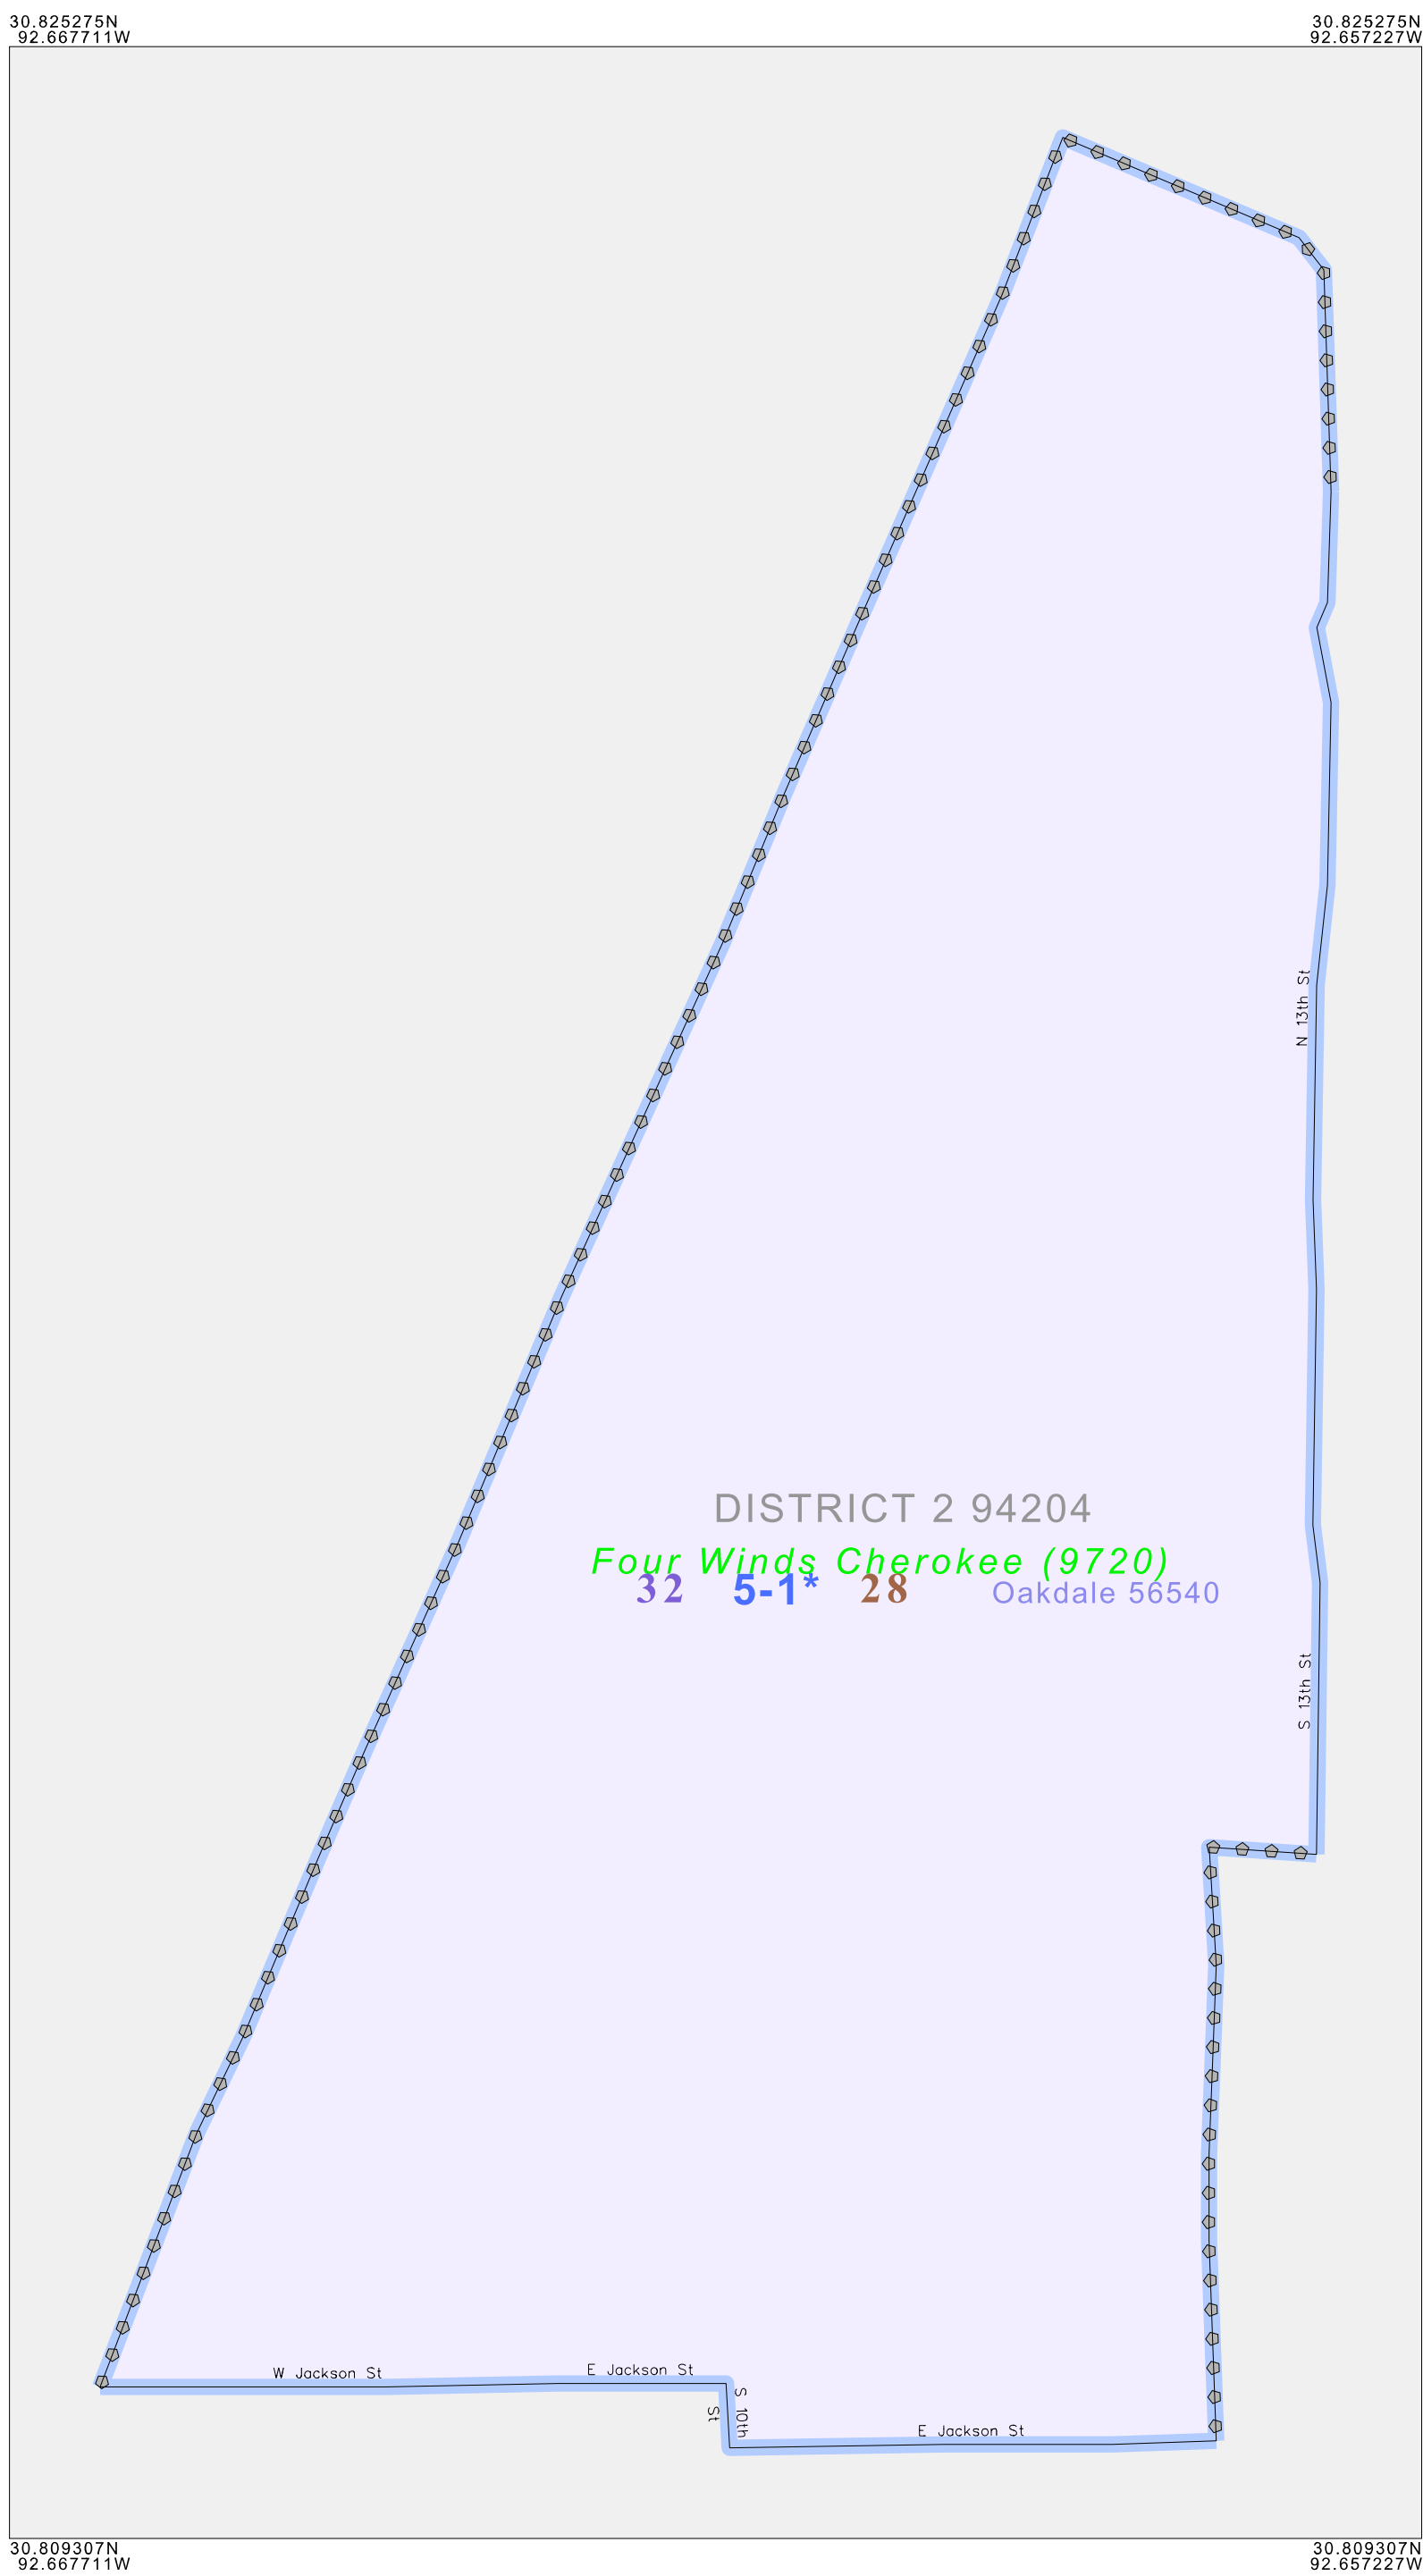 30.825275N
92.667711W
30.825275N
92.657227W
N 13th St
DISTRICT 2 94204
Four Winds Cherokee (9720)
32 5-1* 28 Oakdale 56540
S 13th St
W Jackson St
E Jackson St
S 10th
St
E Jackson St
30.809307N
92.667711W
30.809307N
92.657227W